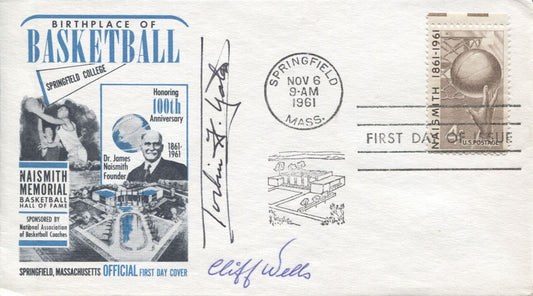 BIRTHPLACE OF
BASKETBALL
SPRINGFIELD COLLEGE
Honoring
100th
Anniversary
1861-
1961
Dr. James
Naismith
Founder
NAISMITH
MEMORIAL
BASKETBALL
HALL OF FAME
SPONSORED BY
National Association
of Basketball Coaches
SPRINGFIELD, MASSACHUSETTS OFFICIAL FIRST DAY COVER
Cliff Wells
SPRINGFIELD
NOV 6
9-AM
1961
MASS.
FIRST DAY OF ISSUE
NAISMITH 1861-1961
4¢
U.S. POSTAGE